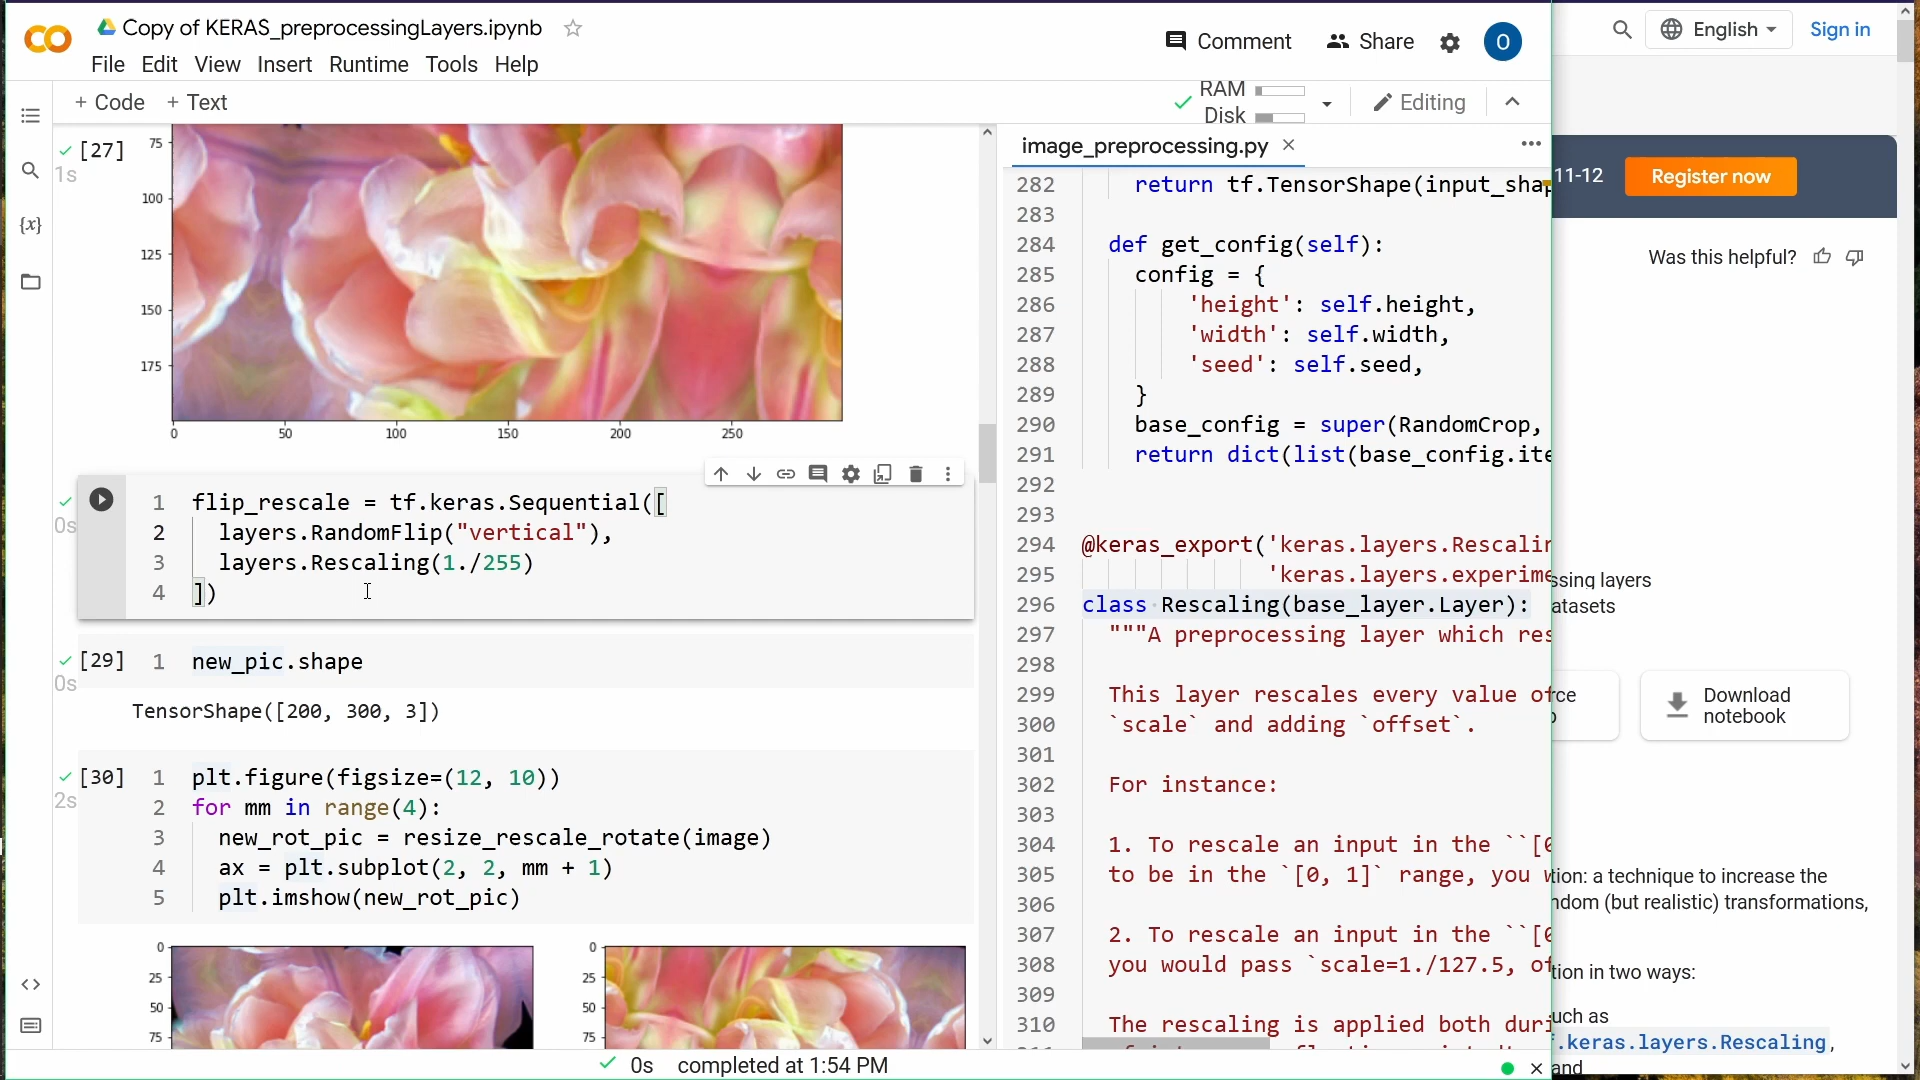 Copy of KERAS_preprocessingLayers.ipynb
File Edit View Insert Runtime Tools Help
Comment Share O
English Sign in
+ Code + Text
RAM
Disk
Editing
[27]
1s
75
100
125
150
175
0 50 100 150 200 250
0s
1 flip_rescale = tf.keras.Sequential([
2 layers.RandomFlip("vertical"),
3 layers.Rescaling(1./255)
4 ])
[29] 1 new_pic.shape
0s
TensorShape([200, 300, 3])
[30] 1 plt.figure(figsize=(12, 10))
2s
2 for mm in range(4):
3 new_rot_pic = resize_rescale_rotate(image)
4 ax = plt.subplot(2, 2, mm + 1)
5 plt.imshow(new_rot_pic)
0
25
50
75
0
25
50
75
0s completed at 1:54 PM
image_preprocessing.py
282 return tf.TensorShape(input_shap
283
284 def get_config(self):
285 config = {
286 'height': self.height,
287 'width': self.width,
288 'seed': self.seed,
289 }
290 base_config = super(RandomCrop,
291 return dict(list(base_config.ite
292
293
294 @keras_export('keras.layers.Rescalin
295 'keras.layers.experime
296 class Rescaling(base_layer.Layer):
297 """A preprocessing layer which res
298
299 This layer rescales every value of
300 `scale` and adding `offset`.
301
302 For instance:
303
304 1. To rescale an input in the ``[0
305 to be in the `[0, 1]` range, you w
306
307 2. To rescale an input in the ``[0
308 you would pass `scale=1./127.5, of
309
310 The rescaling is applied both duri
11-12 Register now
Was this helpful?
ssing layers
atasets
rce
Download
notebook
tion: a technique to increase the
ndom (but realistic) transformations,
tion in two ways:
uch as
f.keras.layers.Rescaling,
and